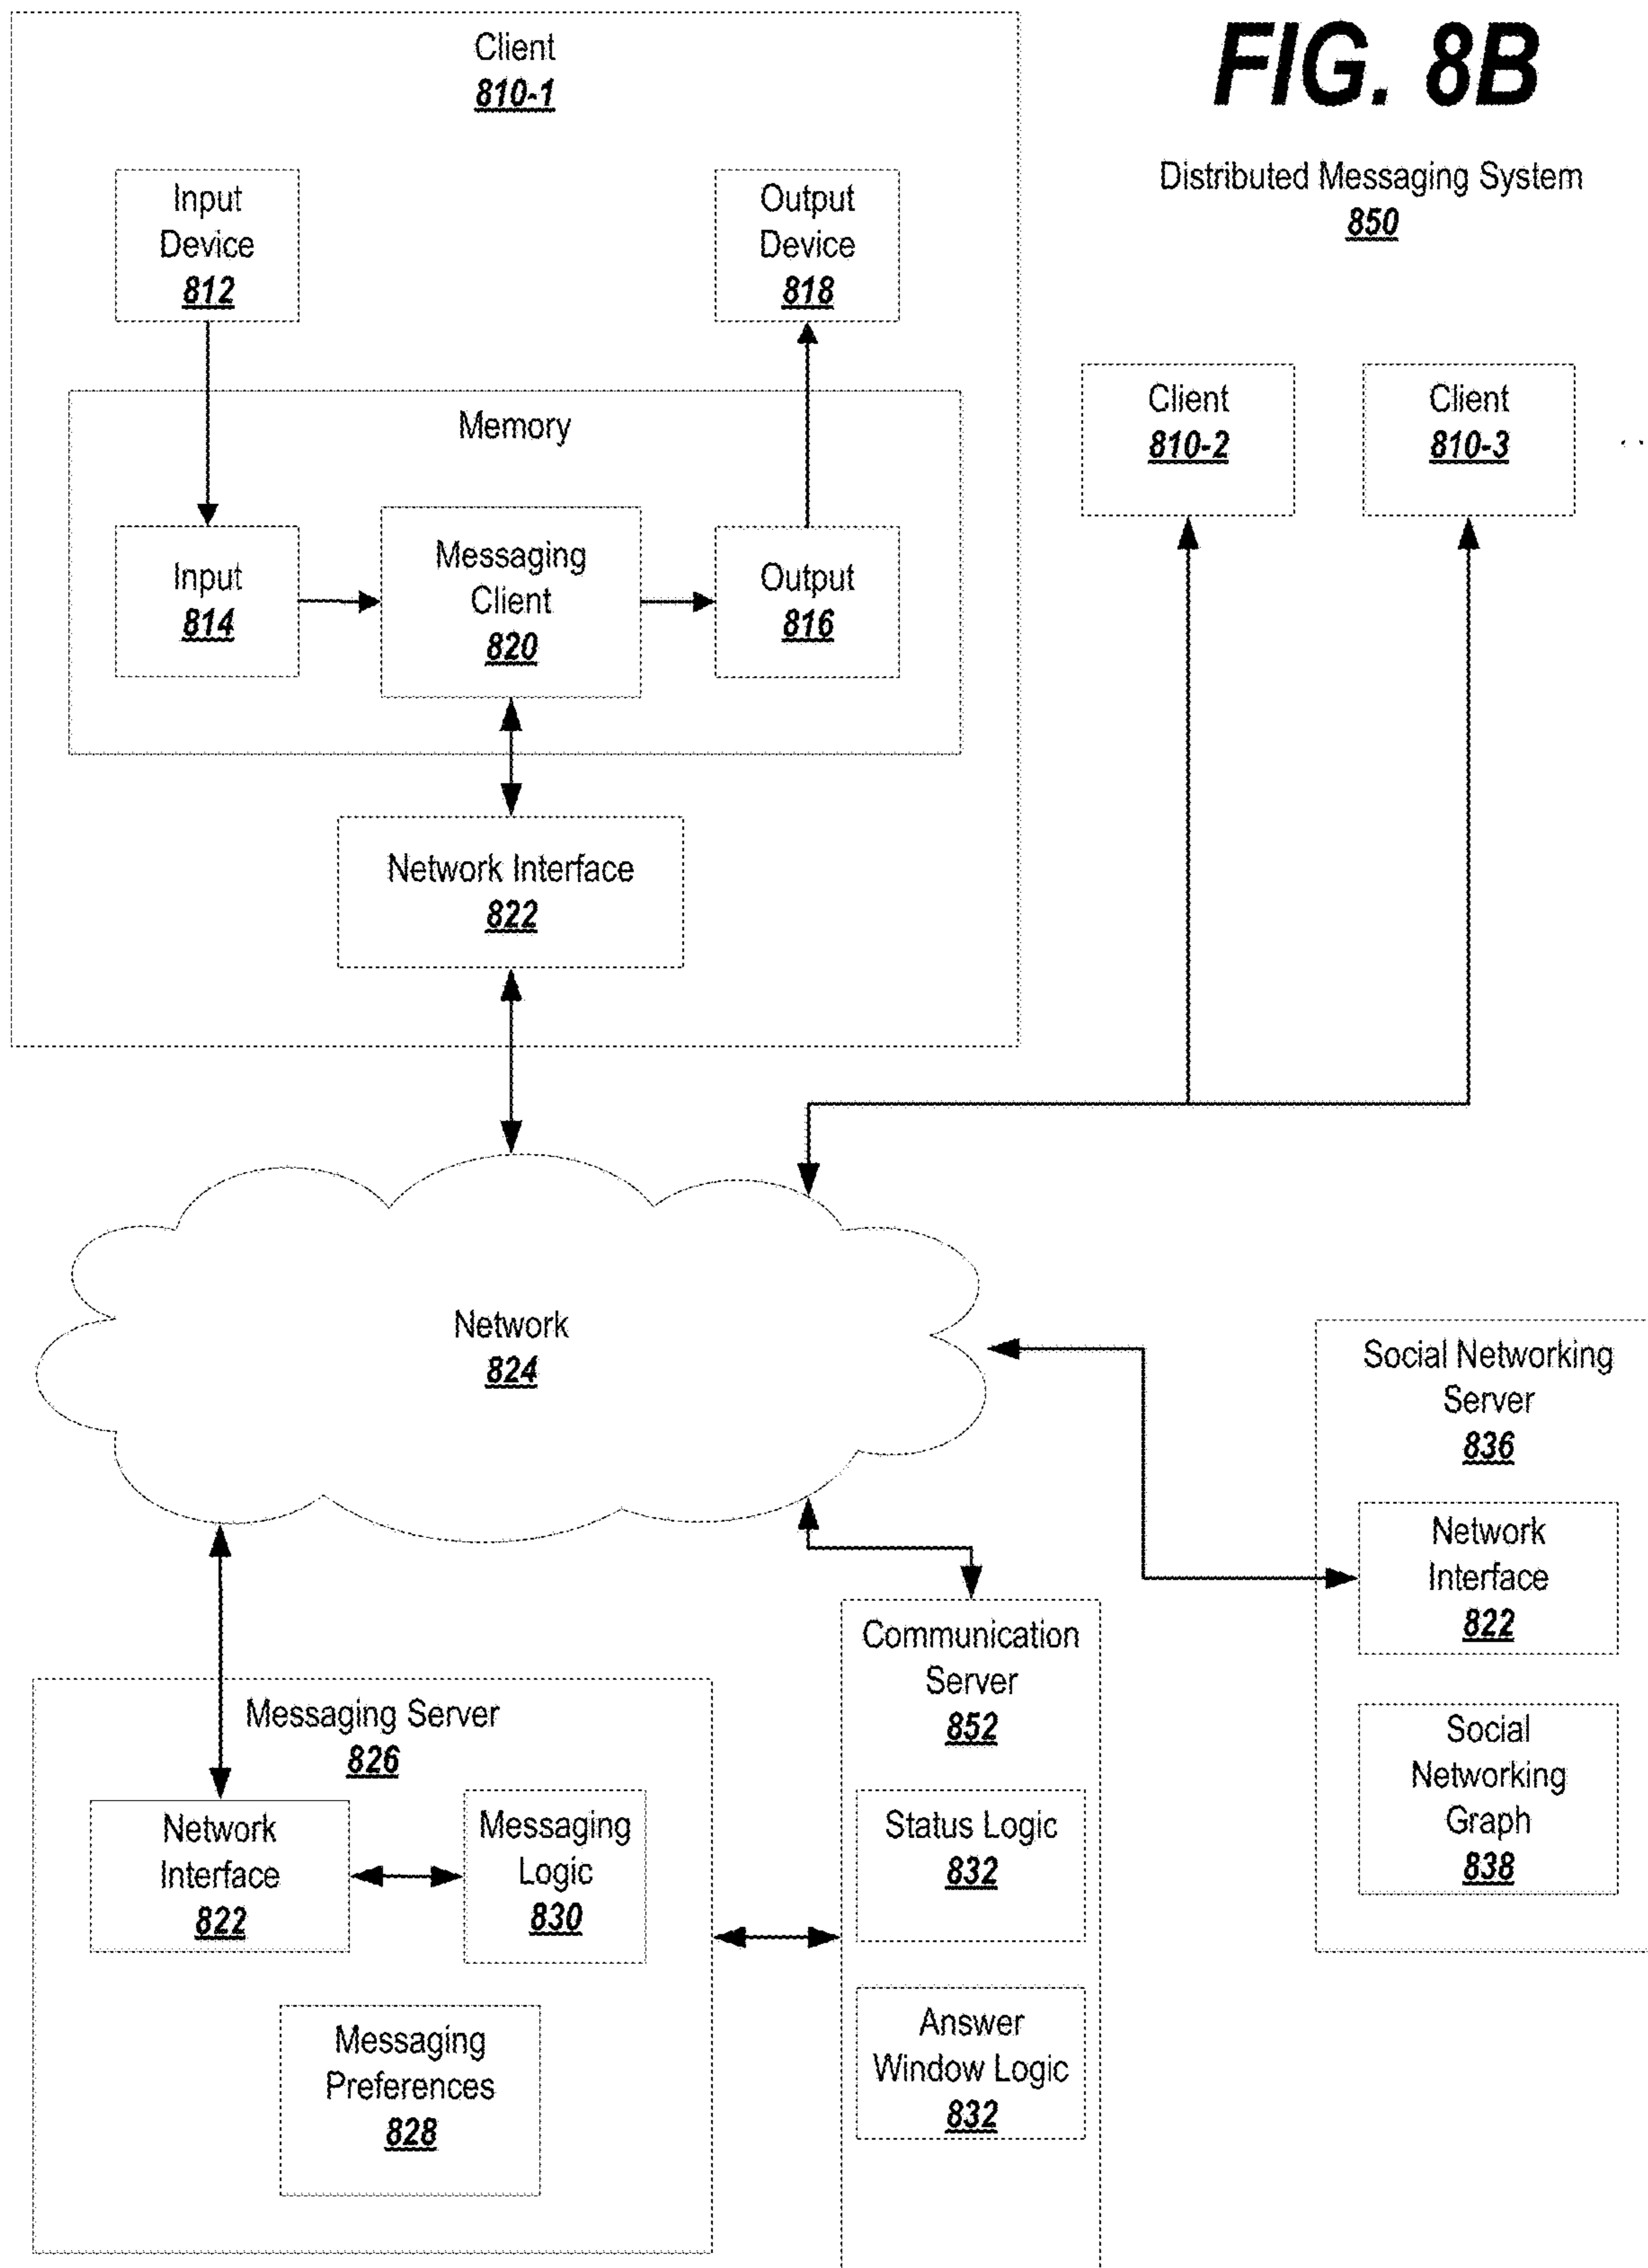 FIG. 8B
Distributed Messaging System
850
Client
810-1
Input
Device
812
Output
Device
818
Memory
Input
814
Messaging
Client
820
Output
816
Network Interface
822
Client
810-2
Client
810-3
..
Network
824
Social Networking
Server
836
Network
Interface
822
Social
Networking
Graph
838
Messaging Server
826
Network
Interface
822
Messaging
Logic
830
Messaging
Preferences
828
Communication
Server
852
Status Logic
832
Answer
Window Logic
832